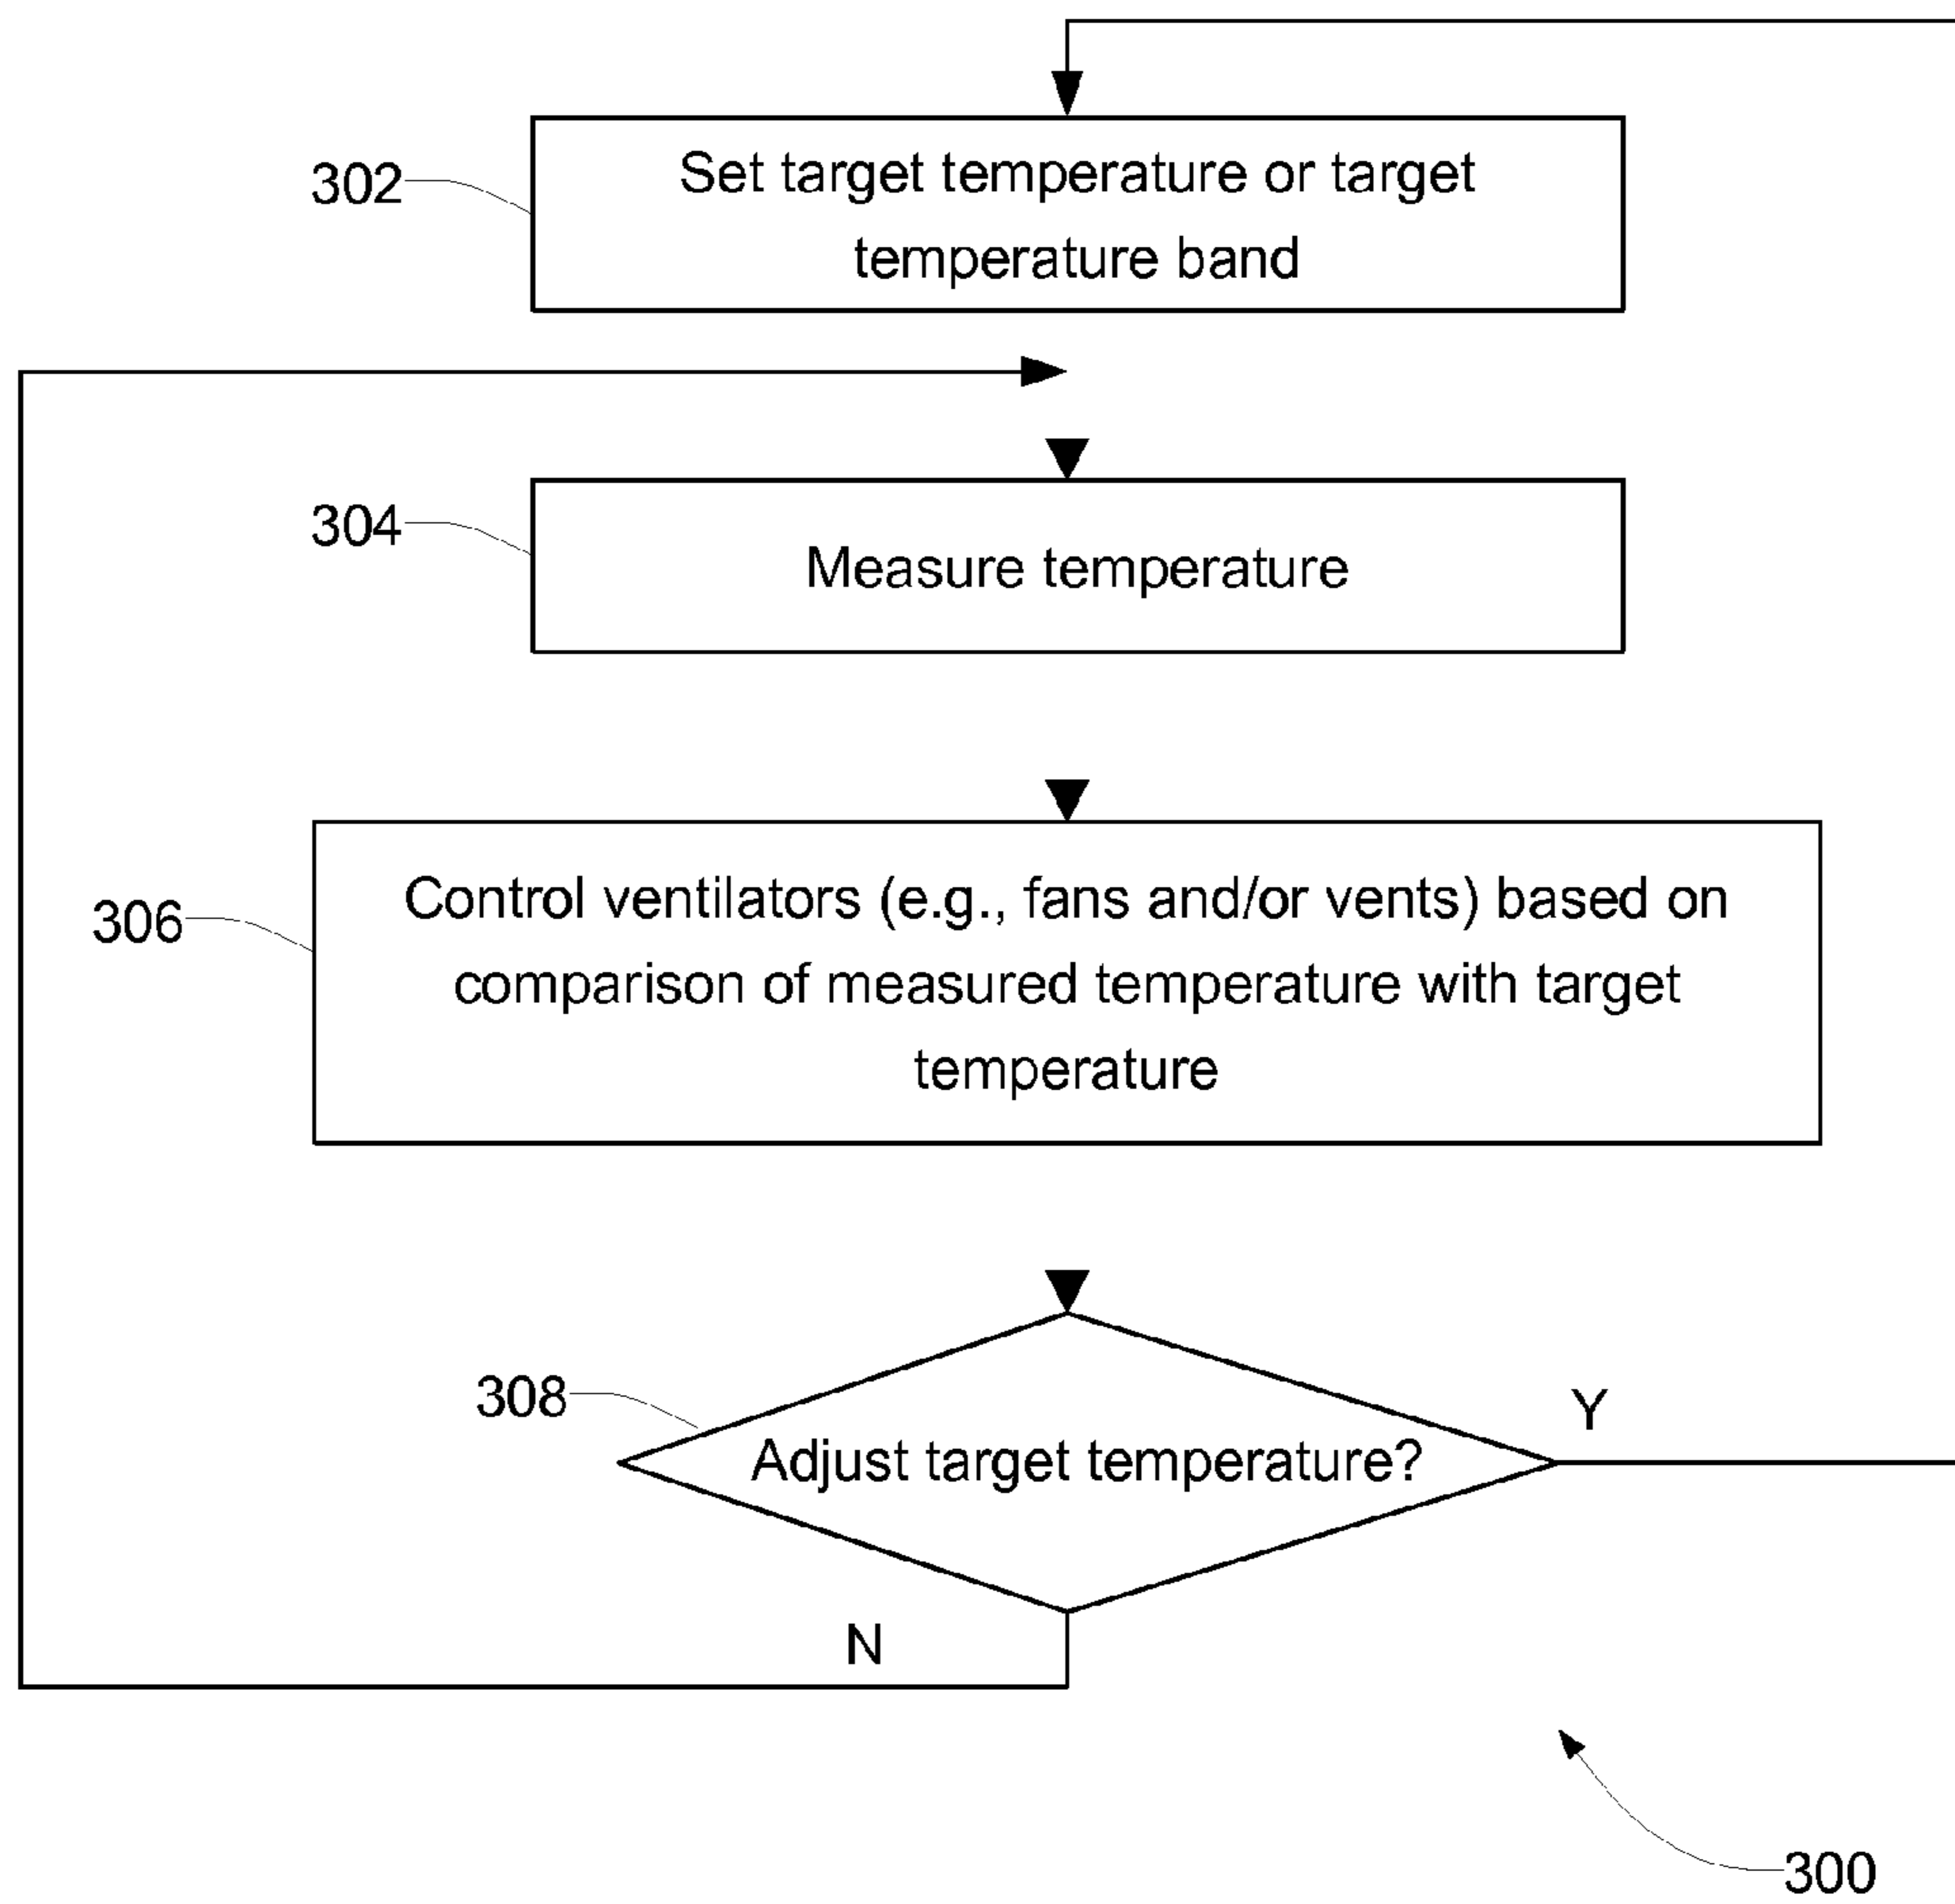 302
Set target temperature or target
temperature band
304
Measure temperature
306
Control ventilators (e.g., fans and/or vents) based on
comparison of measured temperature with target
temperature
308
Adjust target temperature?
Y
N
300